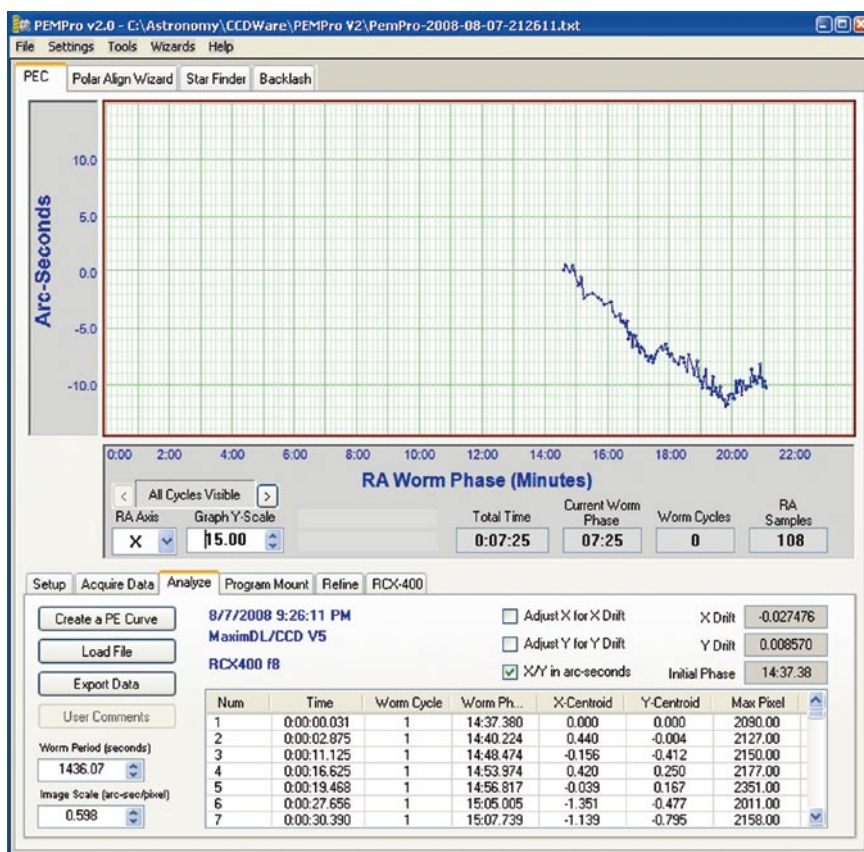 PEMPro v2.0 - C:\Astronomy\CCDWare\PEMPro V2\PemPro-2008-08-07-212611.txt
File Settings Tools Wizards Help
PEC Polar Align Wizard Star Finder Backlash
Arc-Seconds
10.0
5.0
0.0
-5.0
-10.0
0:00 2:00 4:00 6:00 8:00 10:00 12:00 14:00 16:00 18:00 20:00 22:00
RA Worm Phase (Minutes)
< All Cycles Visible >
RA Axis Graph Y-Scale Total Time Current Worm Phase Worm Cycles RA Samples
X 15.00 0:07:25 07:25 0 108
Setup Acquire Data Analyze Program Mount Refine RCX-400
Create a PE Curve
Load File
Export Data
User Comments
Worm Period (seconds)
1436.07
Image Scale (arc-sec/pixel)
0.598
8/7/2008 9:26:11 PM
MaximDL/CCD V5
RCX400 f8
Adjust X for X Drift
Adjust Y for Y Drift
X/Y in arc-seconds
X Drift -0.027476
Y Drift 0.008570
Initial Phase 14:37.38
Num Time Worm Cycle Worm Ph... X-Centroid Y-Centroid Max Pixel
1 0:00:00.031 1 14:37.380 0.000 0.000 2090.00
2 0:00:02.875 1 14:40.224 0.440 -0.004 2127.00
3 0:00:11.125 1 14:48.474 -0.156 -0.412 2150.00
4 0:00:16.625 1 14:53.974 0.420 0.250 2177.00
5 0:00:19.468 1 14:56.817 -0.039 0.167 2351.00
6 0:00:27.656 1 15:05.005 -1.351 -0.477 2011.00
7 0:00:30.390 1 15:07.739 -1.139 -0.795 2158.00